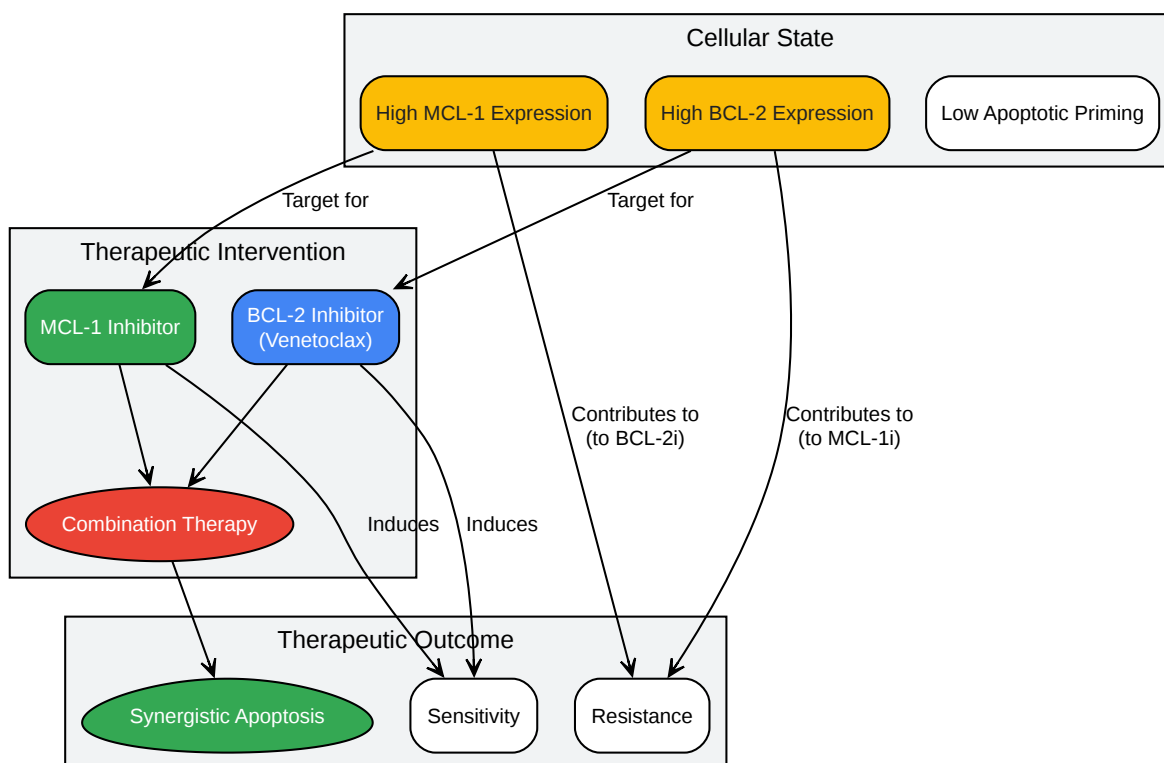 Cellular State
High MCL-1 Expression
High BCL-2 Expression
Low Apoptotic Priming
Target for
Target for
Therapeutic Intervention
MCL-1 Inhibitor
BCL-2 Inhibitor
(Venetoclax)
Contributes to
(to BCL-2i)
Contributes to
(to MCL-1i)
Combination Therapy
Induces
Induces
Therapeutic Outcome
Synergistic Apoptosis
Sensitivity
Resistance